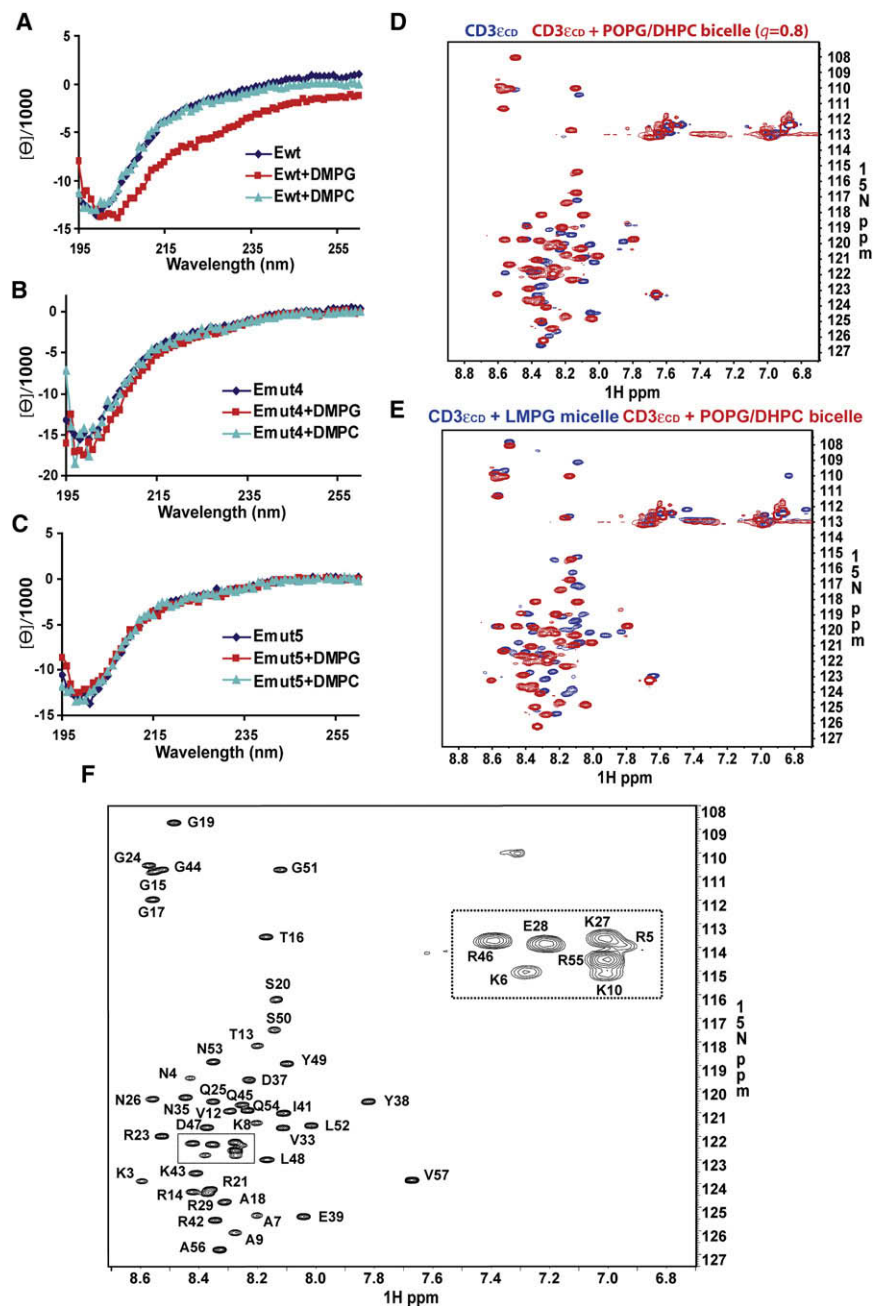 A
[Θ]/1000
5
0
-5
-10
-15
195
215
235
255
Wavelength (nm)
Ewt
Ewt+DMPG
Ewt+DMPC
B
[Θ]/1000
0
-5
-10
-15
-20
195
215
235
255
Wavelength (nm)
Emut4
Emut4+DMPG
Emut4+DMPC
C
[Θ]/1000
5
0
-5
-10
-15
195
215
235
255
Wavelength (nm)
Emut5
Emut5+DMPG
Emut5+DMPC
D
CD3εCD CD3εCD + POPG/DHPC bicelle (q=0.8)
108
109
110
111
112
113
114
115
116
117
118
119
120
121
122
123
124
125
126
127
15N ppm
8.8 8.6 8.4 8.2 8.0 7.8 7.6 7.4 7.2 7.0 6.8
1H ppm
E
CD3εCD + LMPG micelle CD3εCD + POPG/DHPC bicelle
108
109
110
111
112
113
114
115
116
117
118
119
120
121
122
123
124
125
126
127
15N ppm
8.8 8.6 8.4 8.2 8.0 7.8 7.6 7.4 7.2 7.0 6.8
1H ppm
F
G19
G24
G44
G51
G15
G17
T16
S20
S50
T13
N53
Y49
N4
D37
Q25
Q45
N26
Y38
N35
Q54
I41
V12
K8
L52
D47
V33
R23
L48
K43
K3
V57
R21
R14
A18
R29
R42
A7
E39
A9
A56
K27
E28
R5
R46
R55
K6
K10
108
109
110
111
112
113
114
115
116
117
118
119
120
121
122
123
124
125
126
127
15N ppm
8.6 8.4 8.2 8.0 7.8 7.6 7.4 7.2 7.0 6.8
1H ppm